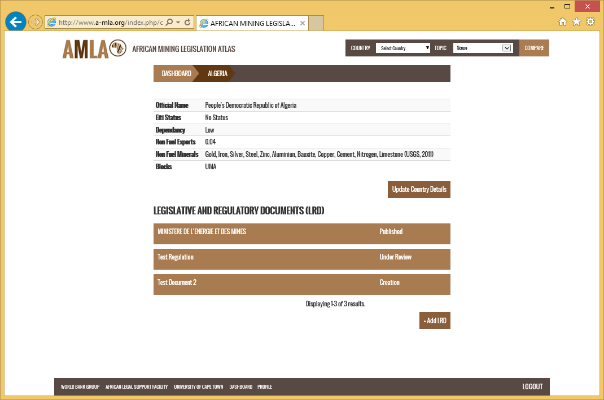 http://www.a-mla.org/index.php/c
AFRICAN MINING LEGISLA...
AMLA AFRICAN MINING LEGISLATION ATLAS
COUNTRY Select Country TOPIC COMPARE
DASHBOARD ALGERIA
Official Name People's Democratic Republic of Algeria
Eiti Status No Status
Dependancy Low
Non Fuel Exports 0.04
Non Fuel Minerals Gold, Iron, Silver, Steel, Zinc, Aluminium, Bauxite, Copper, Cement, Nitrogen, Limestone (USGS, 2011)
Blocks UMA
Update Country Details
LEGISLATIVE AND REGULATORY DOCUMENTS (LRD)
MINISTERE DE L'ENERGIE ET DES MINES Published
Test Regulation Under Review
Test Document 2 Creation
Displaying 1-3 of 3 results.
+ Add LRD
WORLD BANK GROUP AFRICAN LEGAL SUPPORT FACILITY UNIVERSITY OF CAPE TOWN DASHBOARD PROFILE LOGOUT